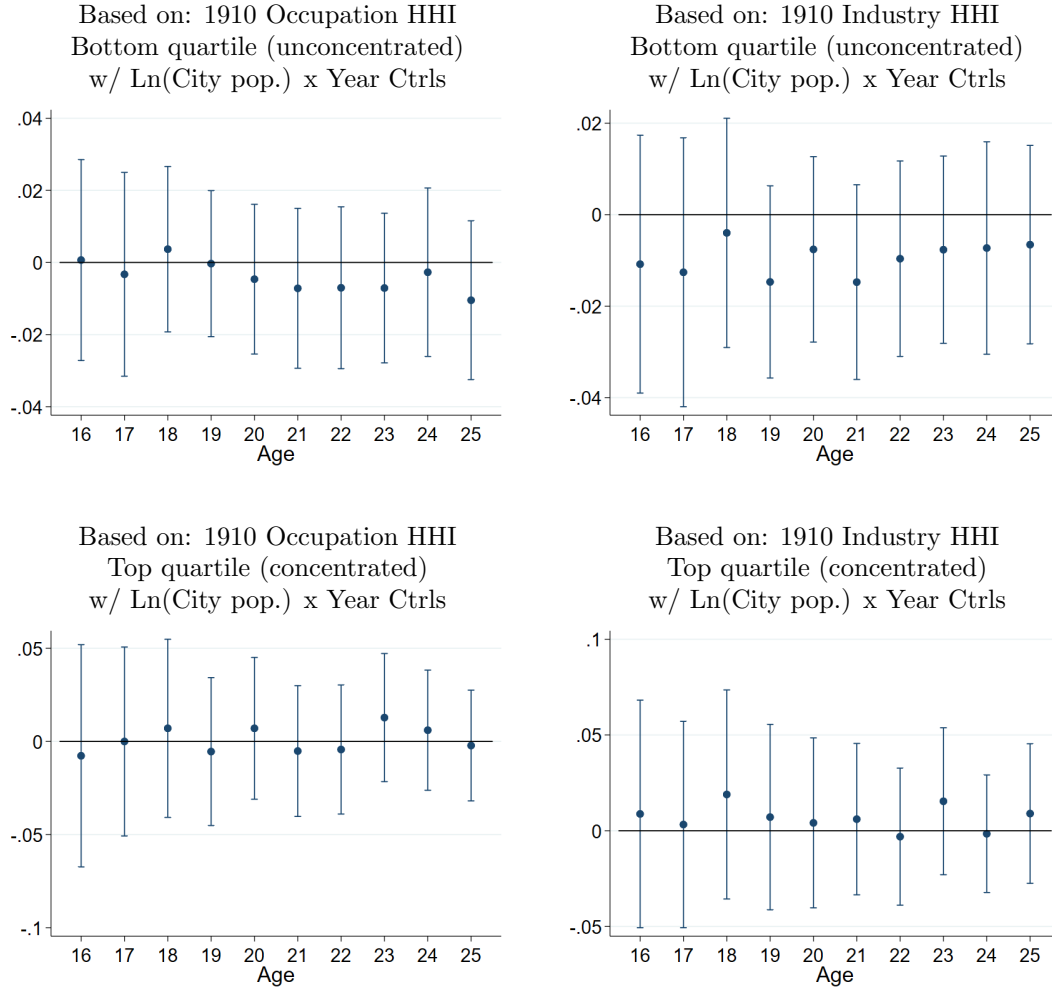 Based on: 1910 Occupation HHI
Bottom quartile (unconcentrated)
w/ Ln(City pop.) x Year Ctrls
.04
.02
0
-.02
-.04
16 17 18 19 20 21 22 23 24 25
Age
Based on: 1910 Industry HHI
Bottom quartile (unconcentrated)
w/ Ln(City pop.) x Year Ctrls
.02
0
-.02
-.04
16 17 18 19 20 21 22 23 24 25
Age
Based on: 1910 Occupation HHI
Top quartile (concentrated)
w/ Ln(City pop.) x Year Ctrls
.05
0
-.05
-.1
16 17 18 19 20 21 22 23 24 25
Age
Based on: 1910 Industry HHI
Top quartile (concentrated)
w/ Ln(City pop.) x Year Ctrls
.1
.05
0
-.05
16 17 18 19 20 21 22 23 24 25
Age